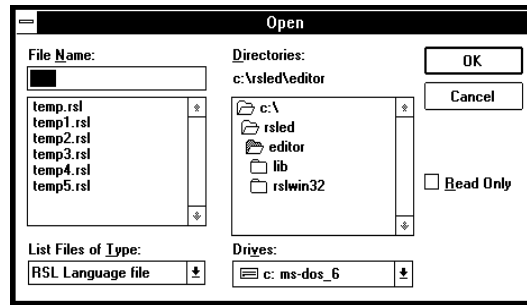 Open
File Name:
temp.rsl
temp1.rsl
temp2.rsl
temp3.rsl
temp4.rsl
temp5.rsl
List Files of Type:
RSL Language file
Directories:
c:\rsled\editor
c:\
rsled
editor
lib
rslwin32
Drives:
c: ms-dos_6
OK
Cancel
Read Only